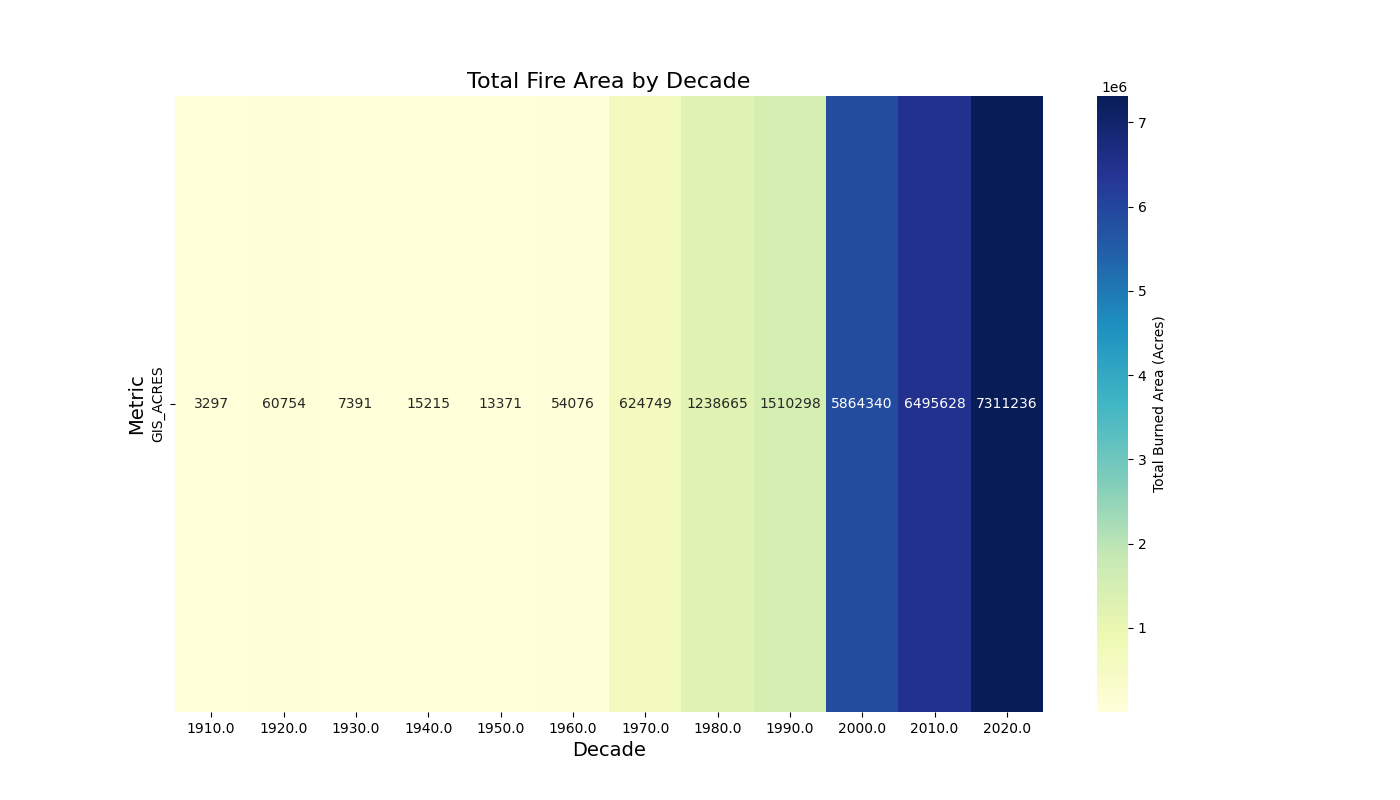 Total Fire Area by Decade
1e6
7
6
5
4
3
2
1
Total Burned Area (Acres)
Metric
GIS_ACRES
3297 60754 7391 15215 13371 54076 624749 1238665 1510298 5864340 6495628 7311236
1910.0 1920.0 1930.0 1940.0 1950.0 1960.0 1970.0 1980.0 1990.0 2000.0 2010.0 2020.0
Decade